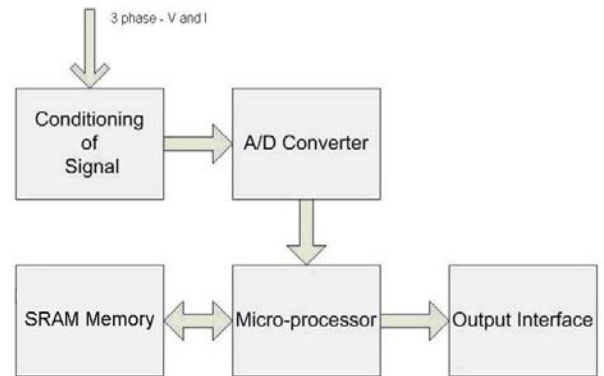 3 phase - V and I
Conditioning
of
Signal
A/D Converter
SRAM Memory
Micro-processor
Output Interface